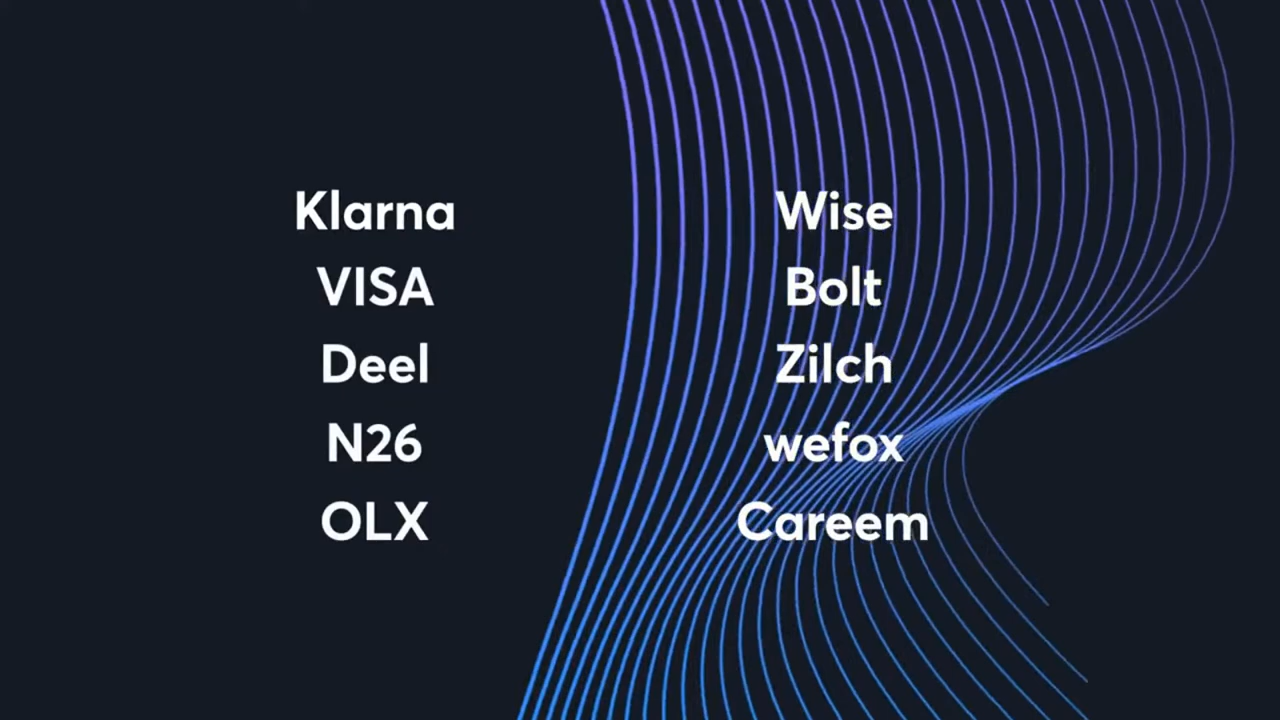 Klarna
VISA
Deel
N26
OLX
Wise
Bolt
Zilch
wefox
Careem